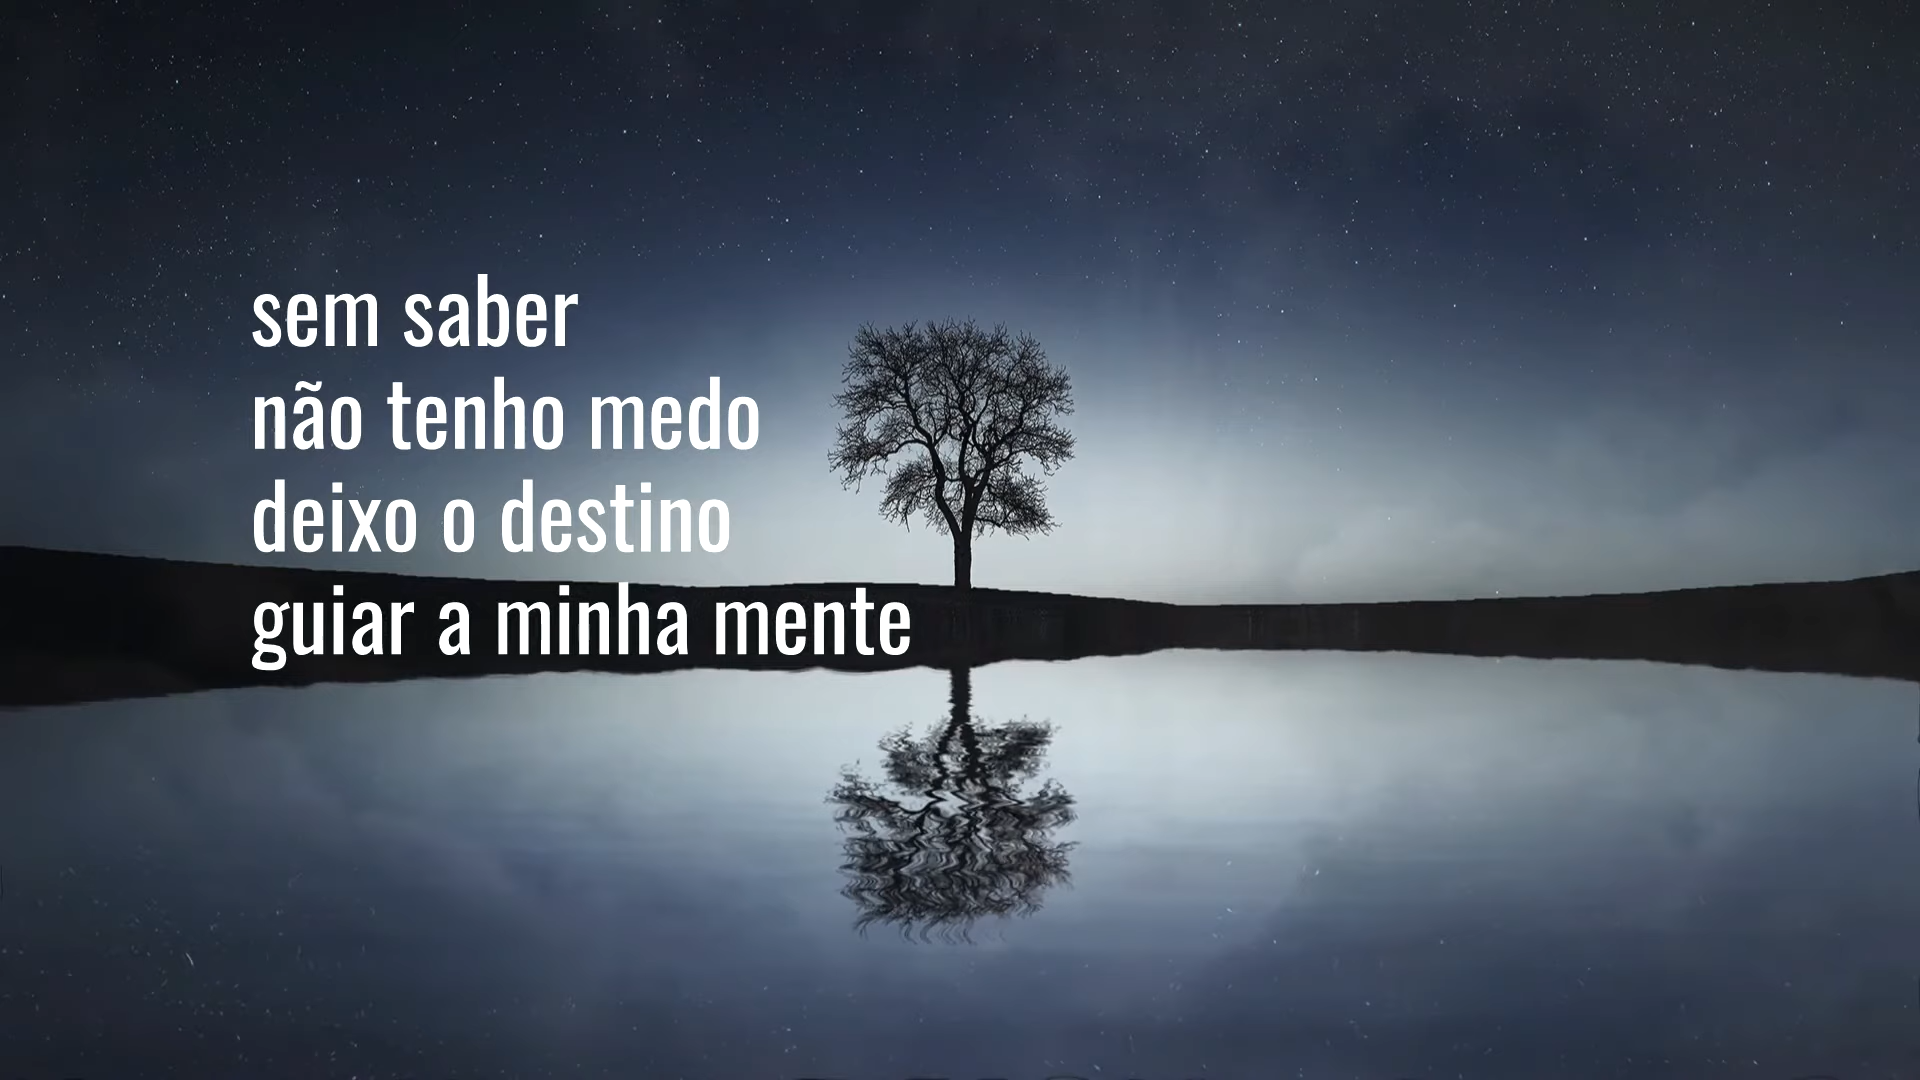 sem saber
não tenho medo
deixo o destino
guiar a minha mente